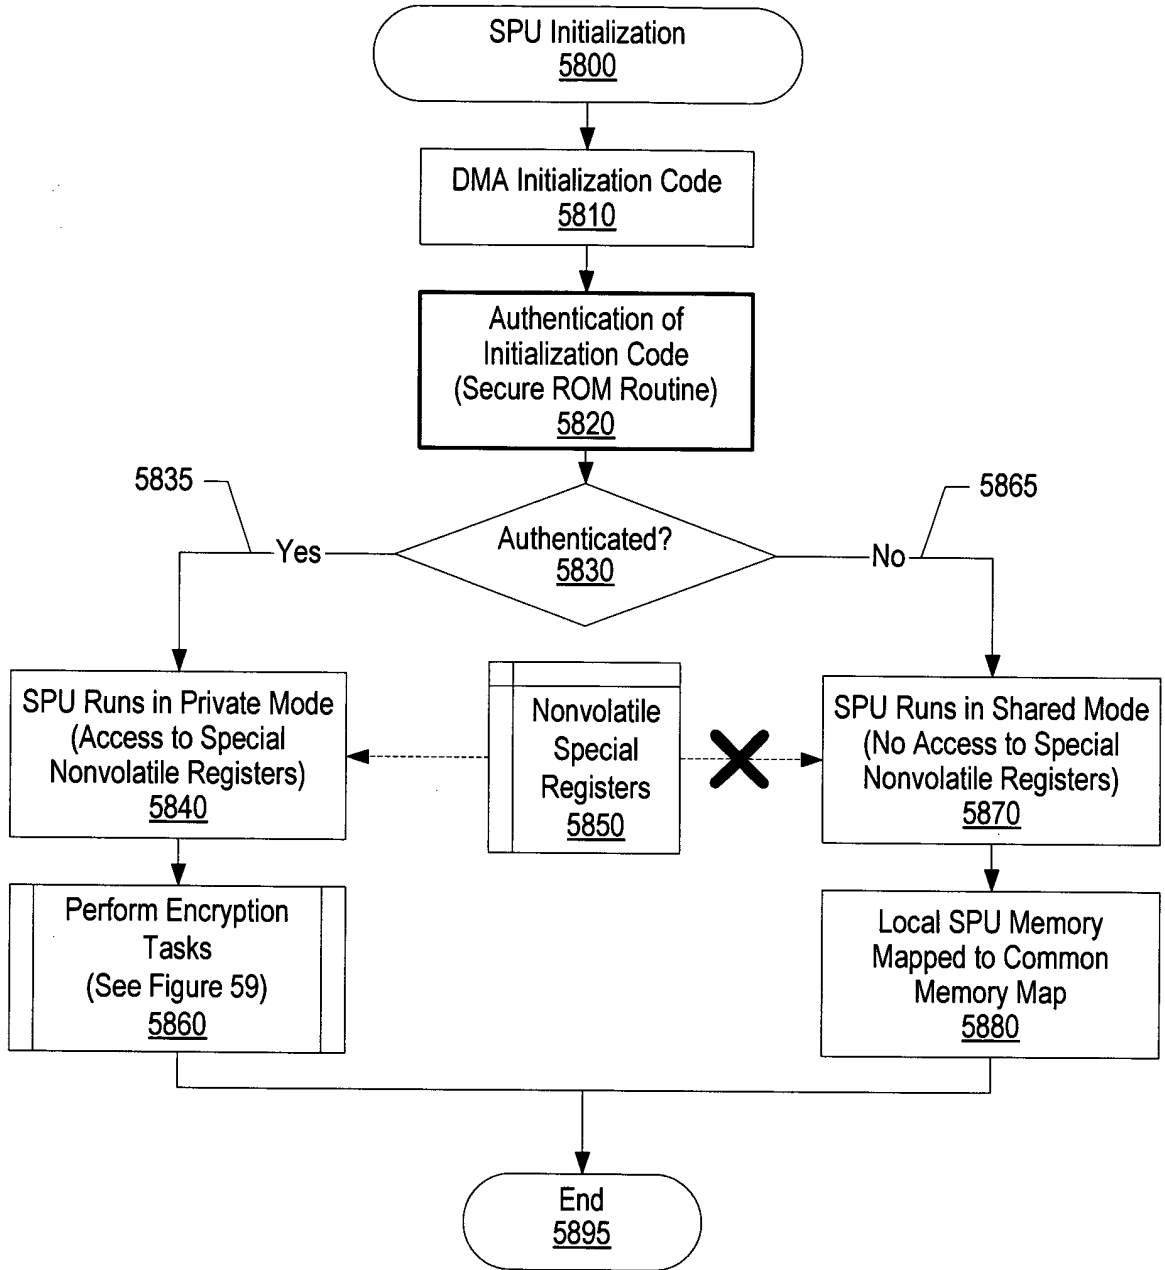 SPU Initialization
5800
DMA Initialization Code
5810
Authentication of
Initialization Code
(Secure ROM Routine)
5820
5835
5865
Yes
Authenticated?
5830
No
SPU Runs in Private Mode
(Access to Special
Nonvolatile Registers)
5840
Nonvolatile
Special
Registers
5850
SPU Runs in Shared Mode
(No Access to Special
Nonvolatile Registers)
5870
Perform Encryption
Tasks
(See Figure 59)
5860
Local SPU Memory
Mapped to Common
Memory Map
5880
End
5895